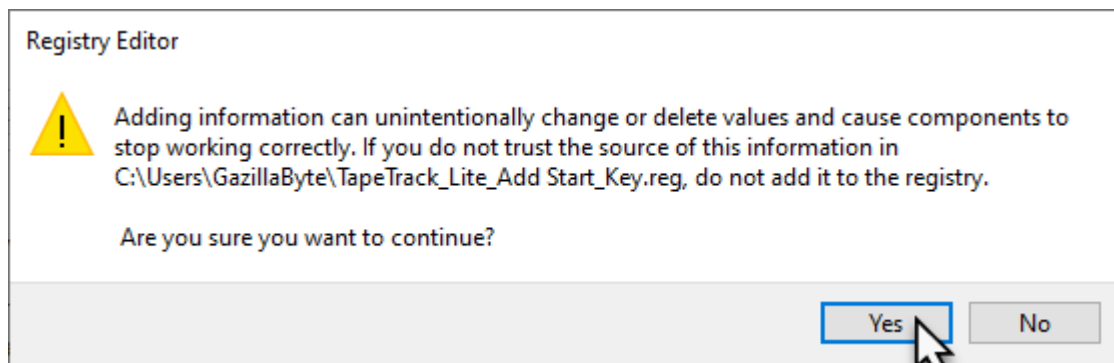 Registry Editor
Adding information can unintentionally change or delete values and cause components to
stop working correctly. If you do not trust the source of this information in
C:\Users\GazillaByte\TapeTrack_Lite_Add Start_Key.reg, do not add it to the registry.
Are you sure you want to continue?
Yes No